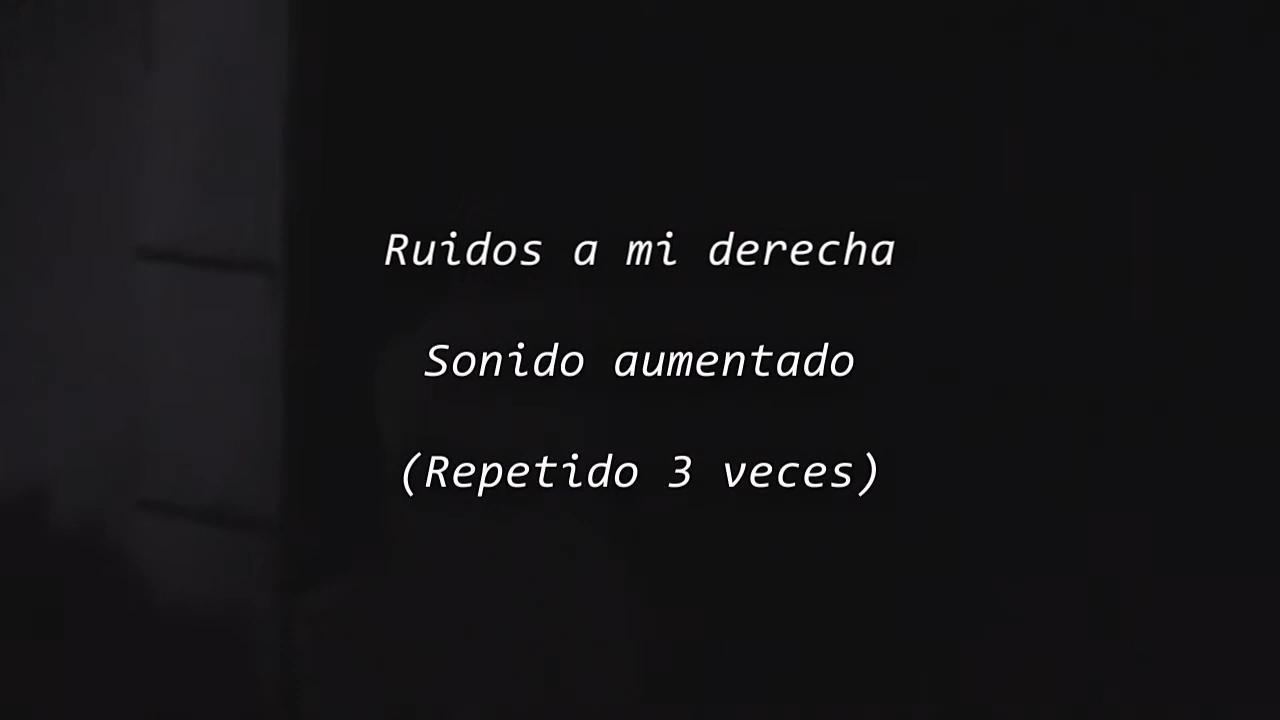 Ruidos a mi derecha
Sonido aumentado
(Repetido 3 veces)